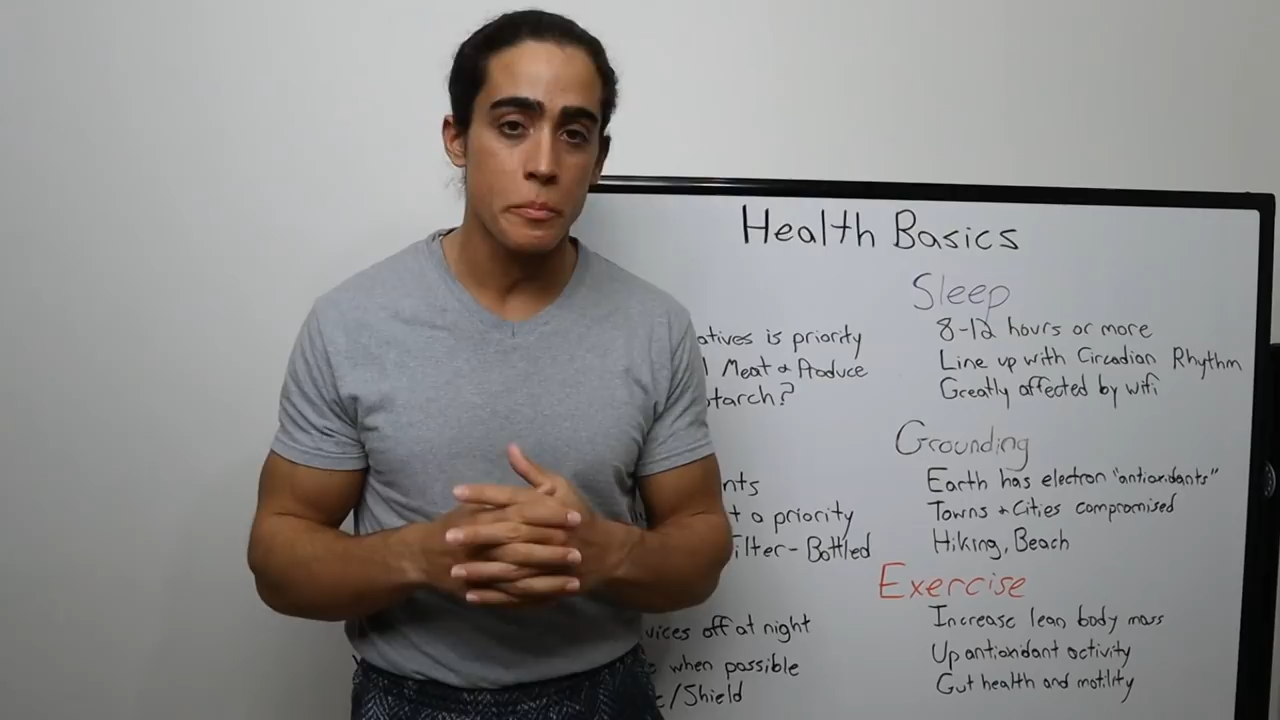 Health Basics
atives is priority
Meat & Produce
starch?
nts
t a priority
ilter - Bottled
vices off at night
when possible
/Shield
Sleep
8-12 hours or more
Line up with Circadian Rhythm
Greatly affected by wifi
Grounding
Earth has electron "antioxidants"
Towns & Cities compromised
Hiking, Beach
Exercise
Increase lean body mass
Up antioxidant activity
Gut health and motility